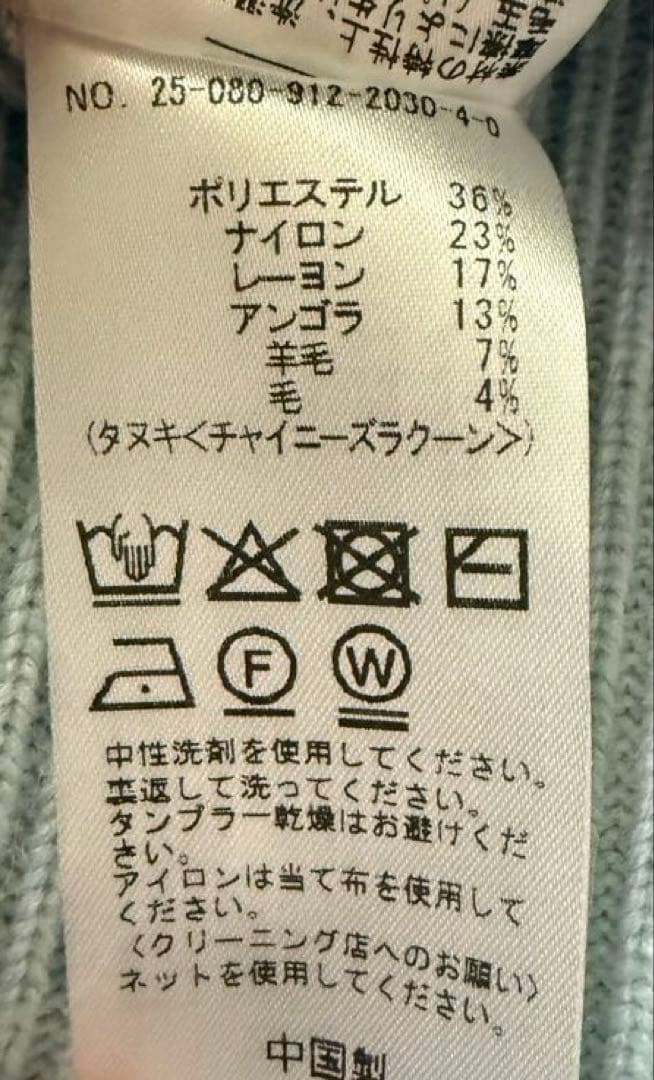 素材の特性上
NO. 25-080-912-2030-4-0
ポリエステル 36%
ナイロン 23%
レーヨン 17%
アンゴラ 13%
羊毛 7%
毛 4%
(タヌキ<チャイニーズラクーン>)
F W
中性洗剤を使用してください。
裏返して洗ってください。
タンブラー乾燥はお避けくだ
さい。
アイロンは当て布を使用して
ください。
〈クリーニング店へのお願い〉
ネットを使用してください。
中国製